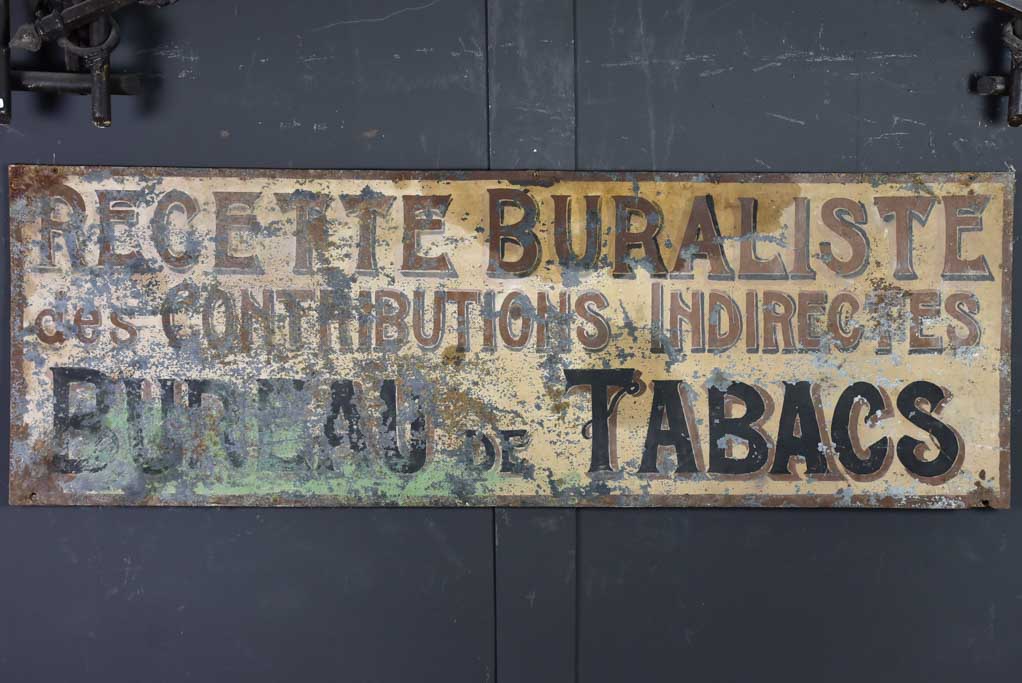 RECETTE BURALISTE
des CONTRIBUTIONS INDIRECTES
BUREAU DE TABACS